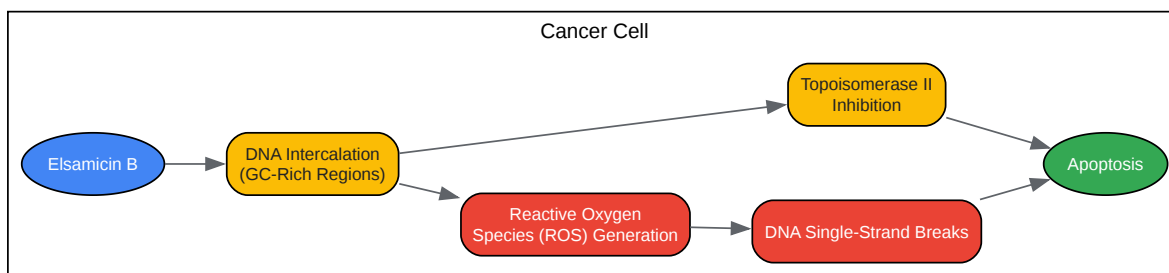 Cancer Cell
Elsamicin B
DNA Intercalation
(GC-Rich Regions)
Topoisomerase II
Inhibition
Reactive Oxygen
Species (ROS) Generation
DNA Single-Strand Breaks
Apoptosis